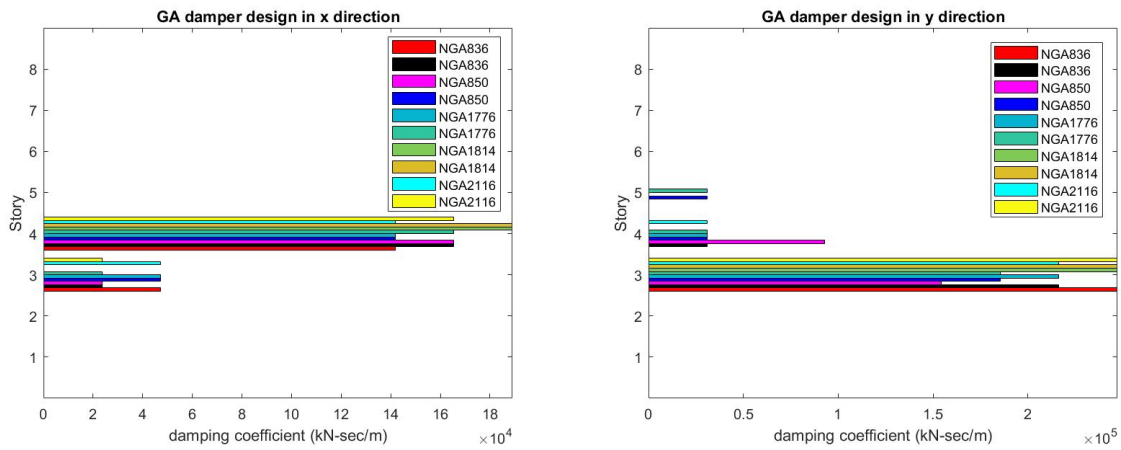 GA damper design in x direction
NGA836
NGA836
NGA850
NGA850
NGA1776
NGA1776
NGA1814
NGA1814
NGA2116
NGA2116
8
7
6
5
4
3
2
1
Story
0 2 4 6 8 10 12 14 16 18
damping coefficient (kN-sec/m)
×10^4
GA damper design in y direction
NGA836
NGA836
NGA850
NGA850
NGA1776
NGA1776
NGA1814
NGA1814
NGA2116
NGA2116
8
7
6
5
4
3
2
1
Story
0 0.5 1 1.5 2
damping coefficient (kN-sec/m)
×10^5